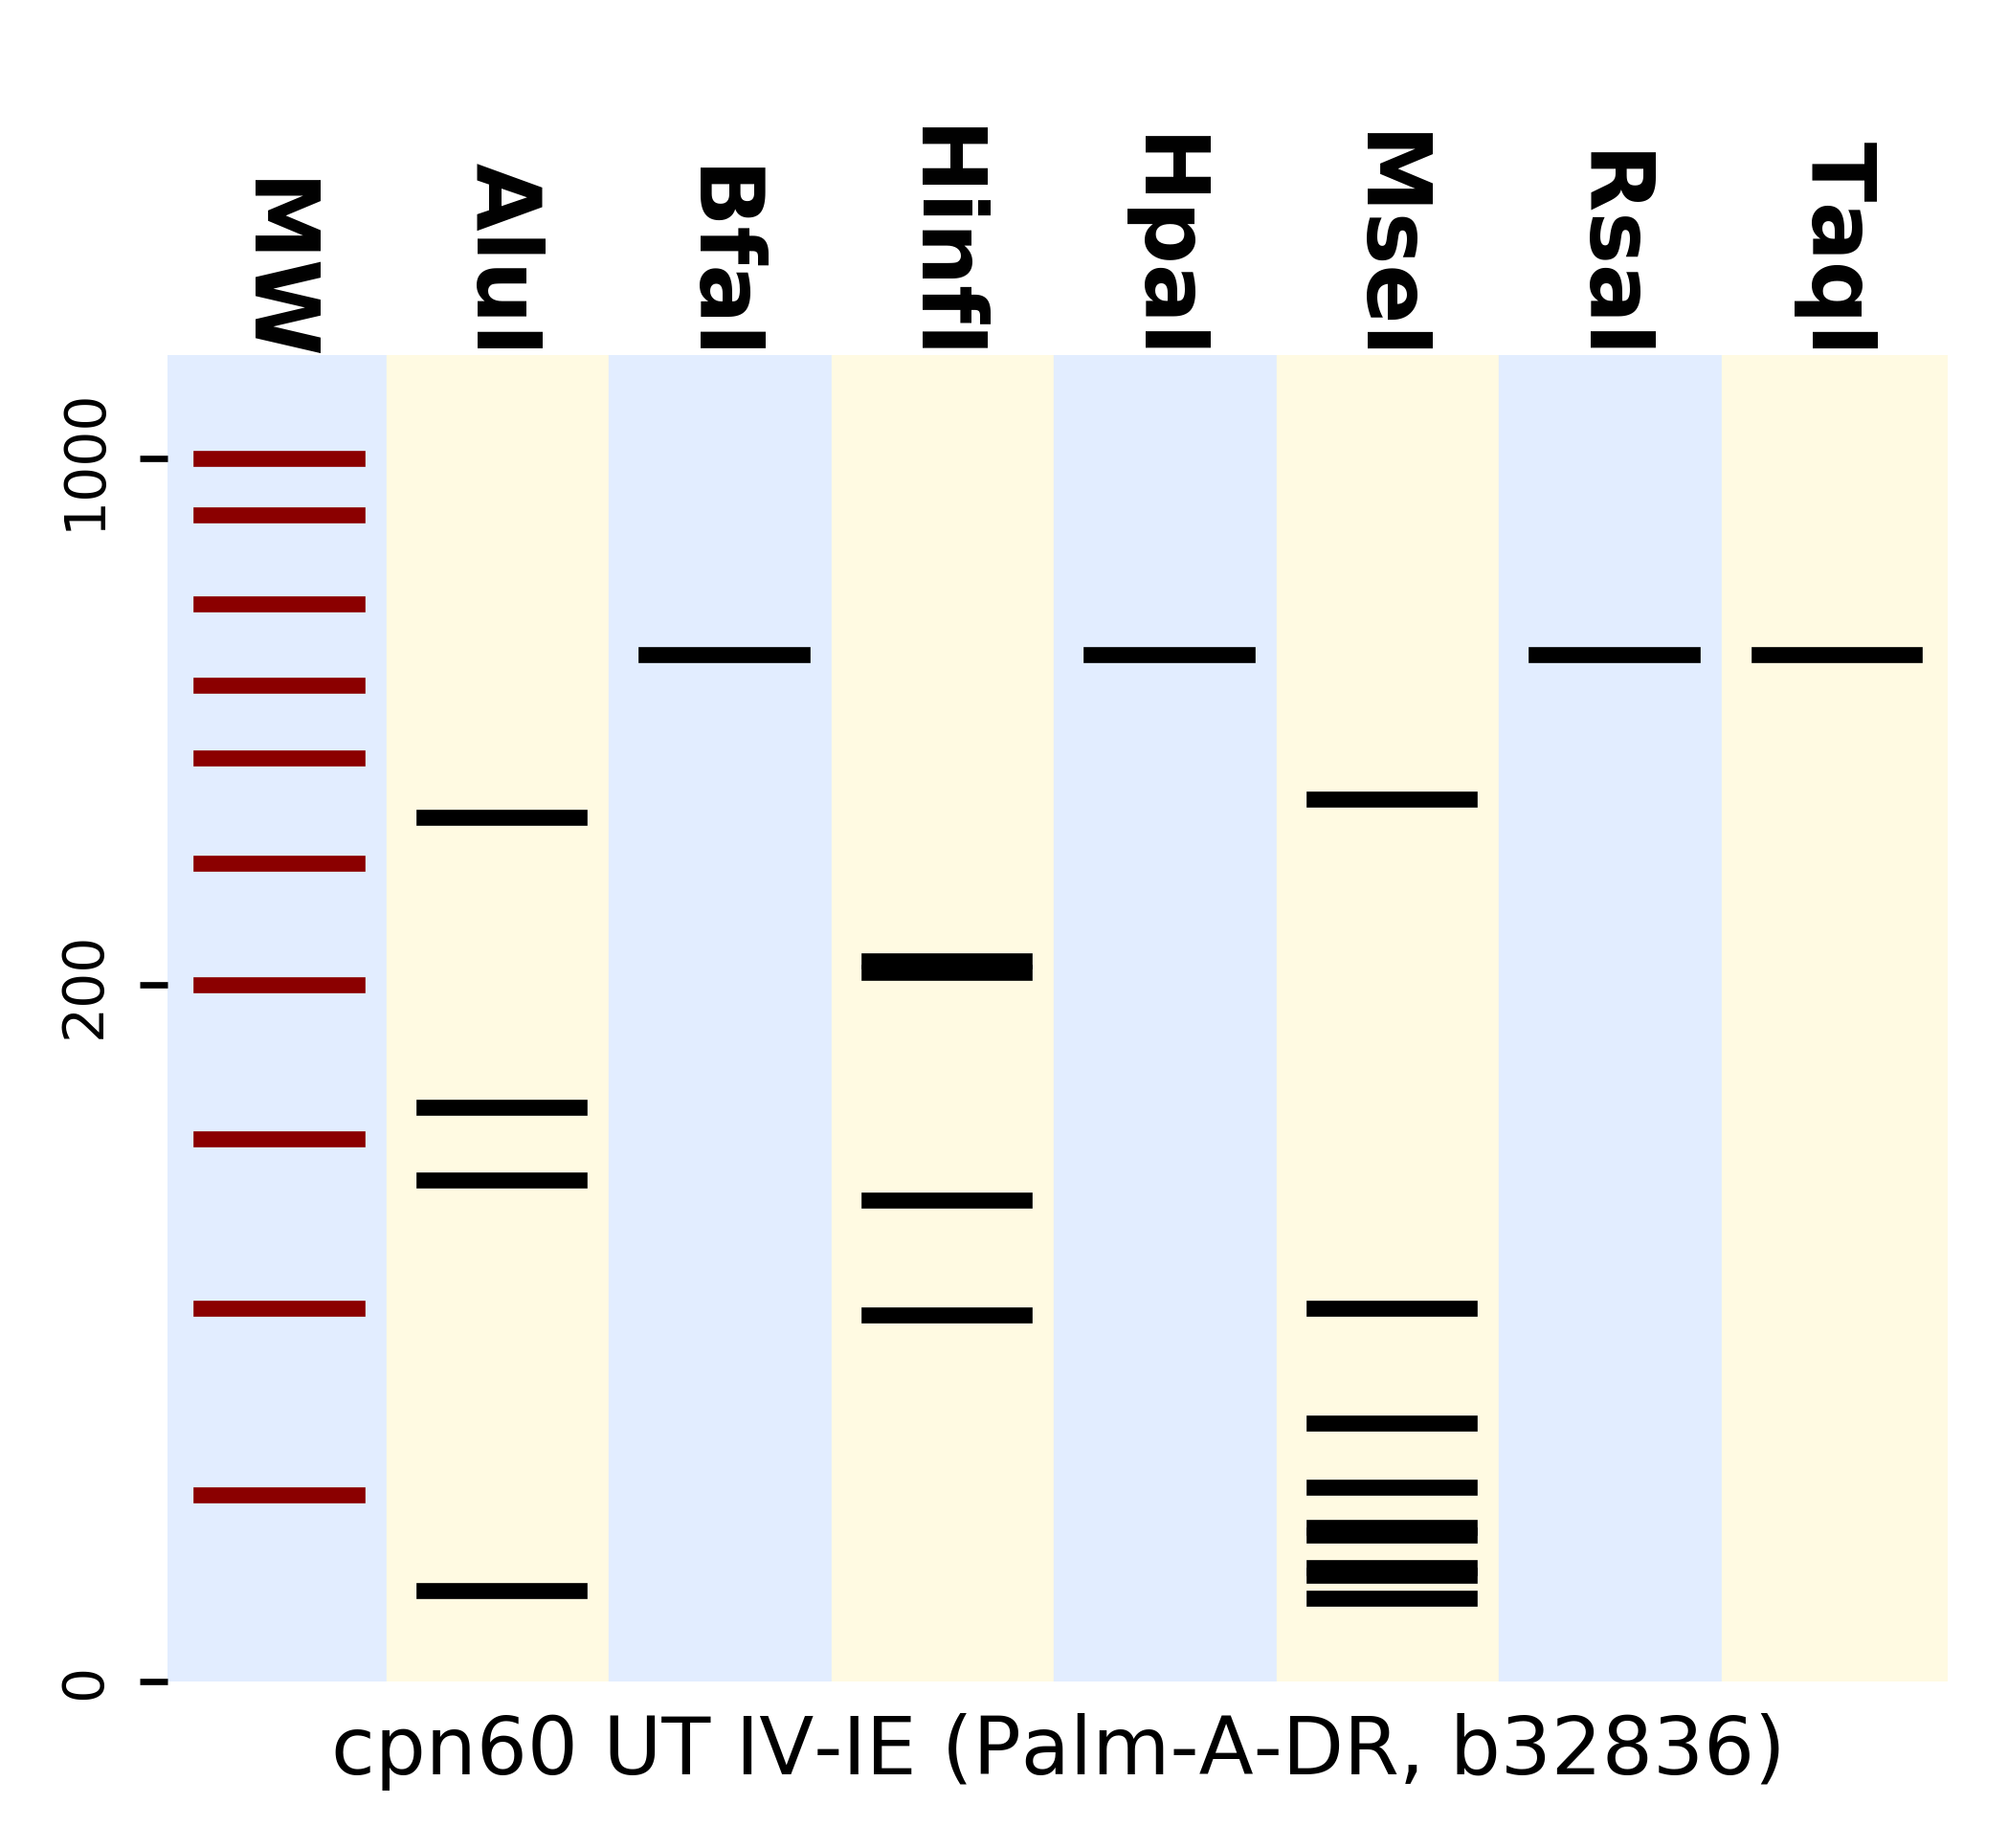 MW
AluI
BfaI
HinfI
HpaI
MseI
RsaI
TaqI
1000
200
0
cpn60 UT IV-IE (Palm-A-DR, b32836)